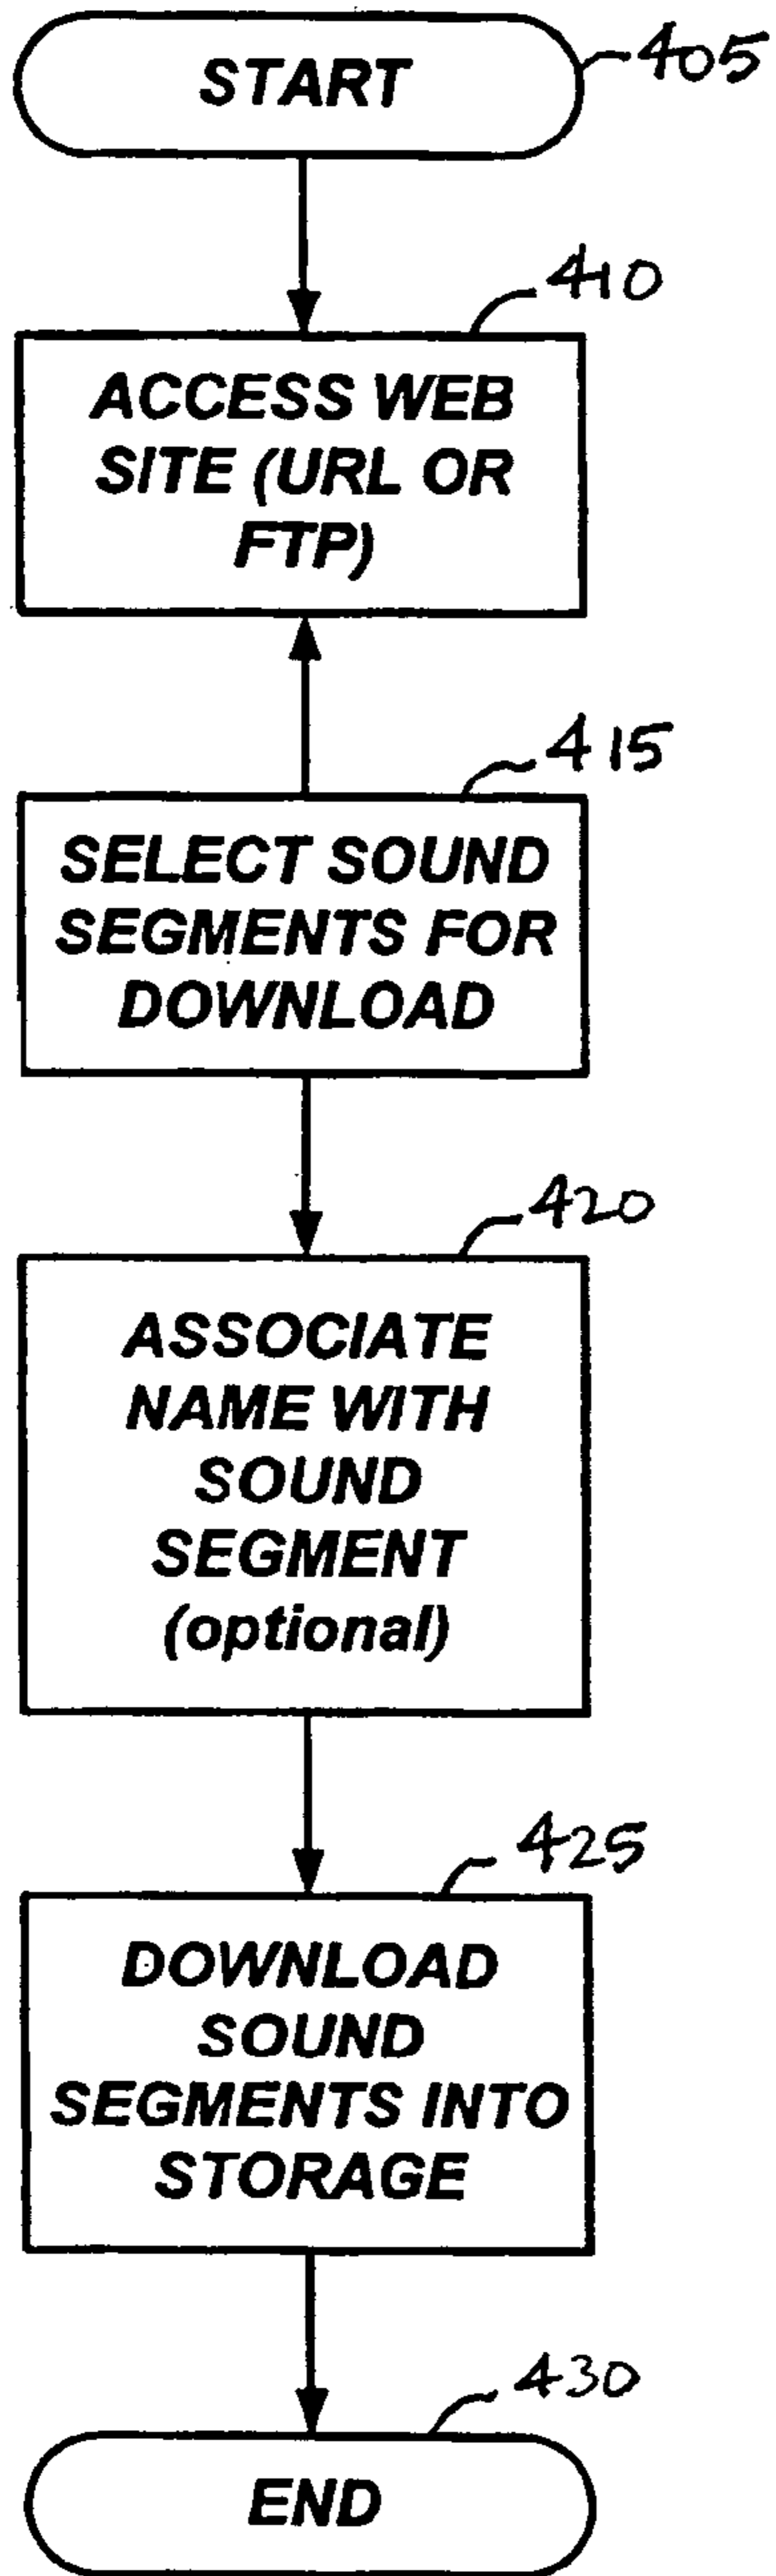 START
405
410
ACCESS WEB
SITE (URL OR
FTP)
415
SELECT SOUND
SEGMENTS FOR
DOWNLOAD
420
ASSOCIATE
NAME WITH
SOUND
SEGMENT
(optional)
425
DOWNLOAD
SOUND
SEGMENTS INTO
STORAGE
430
END